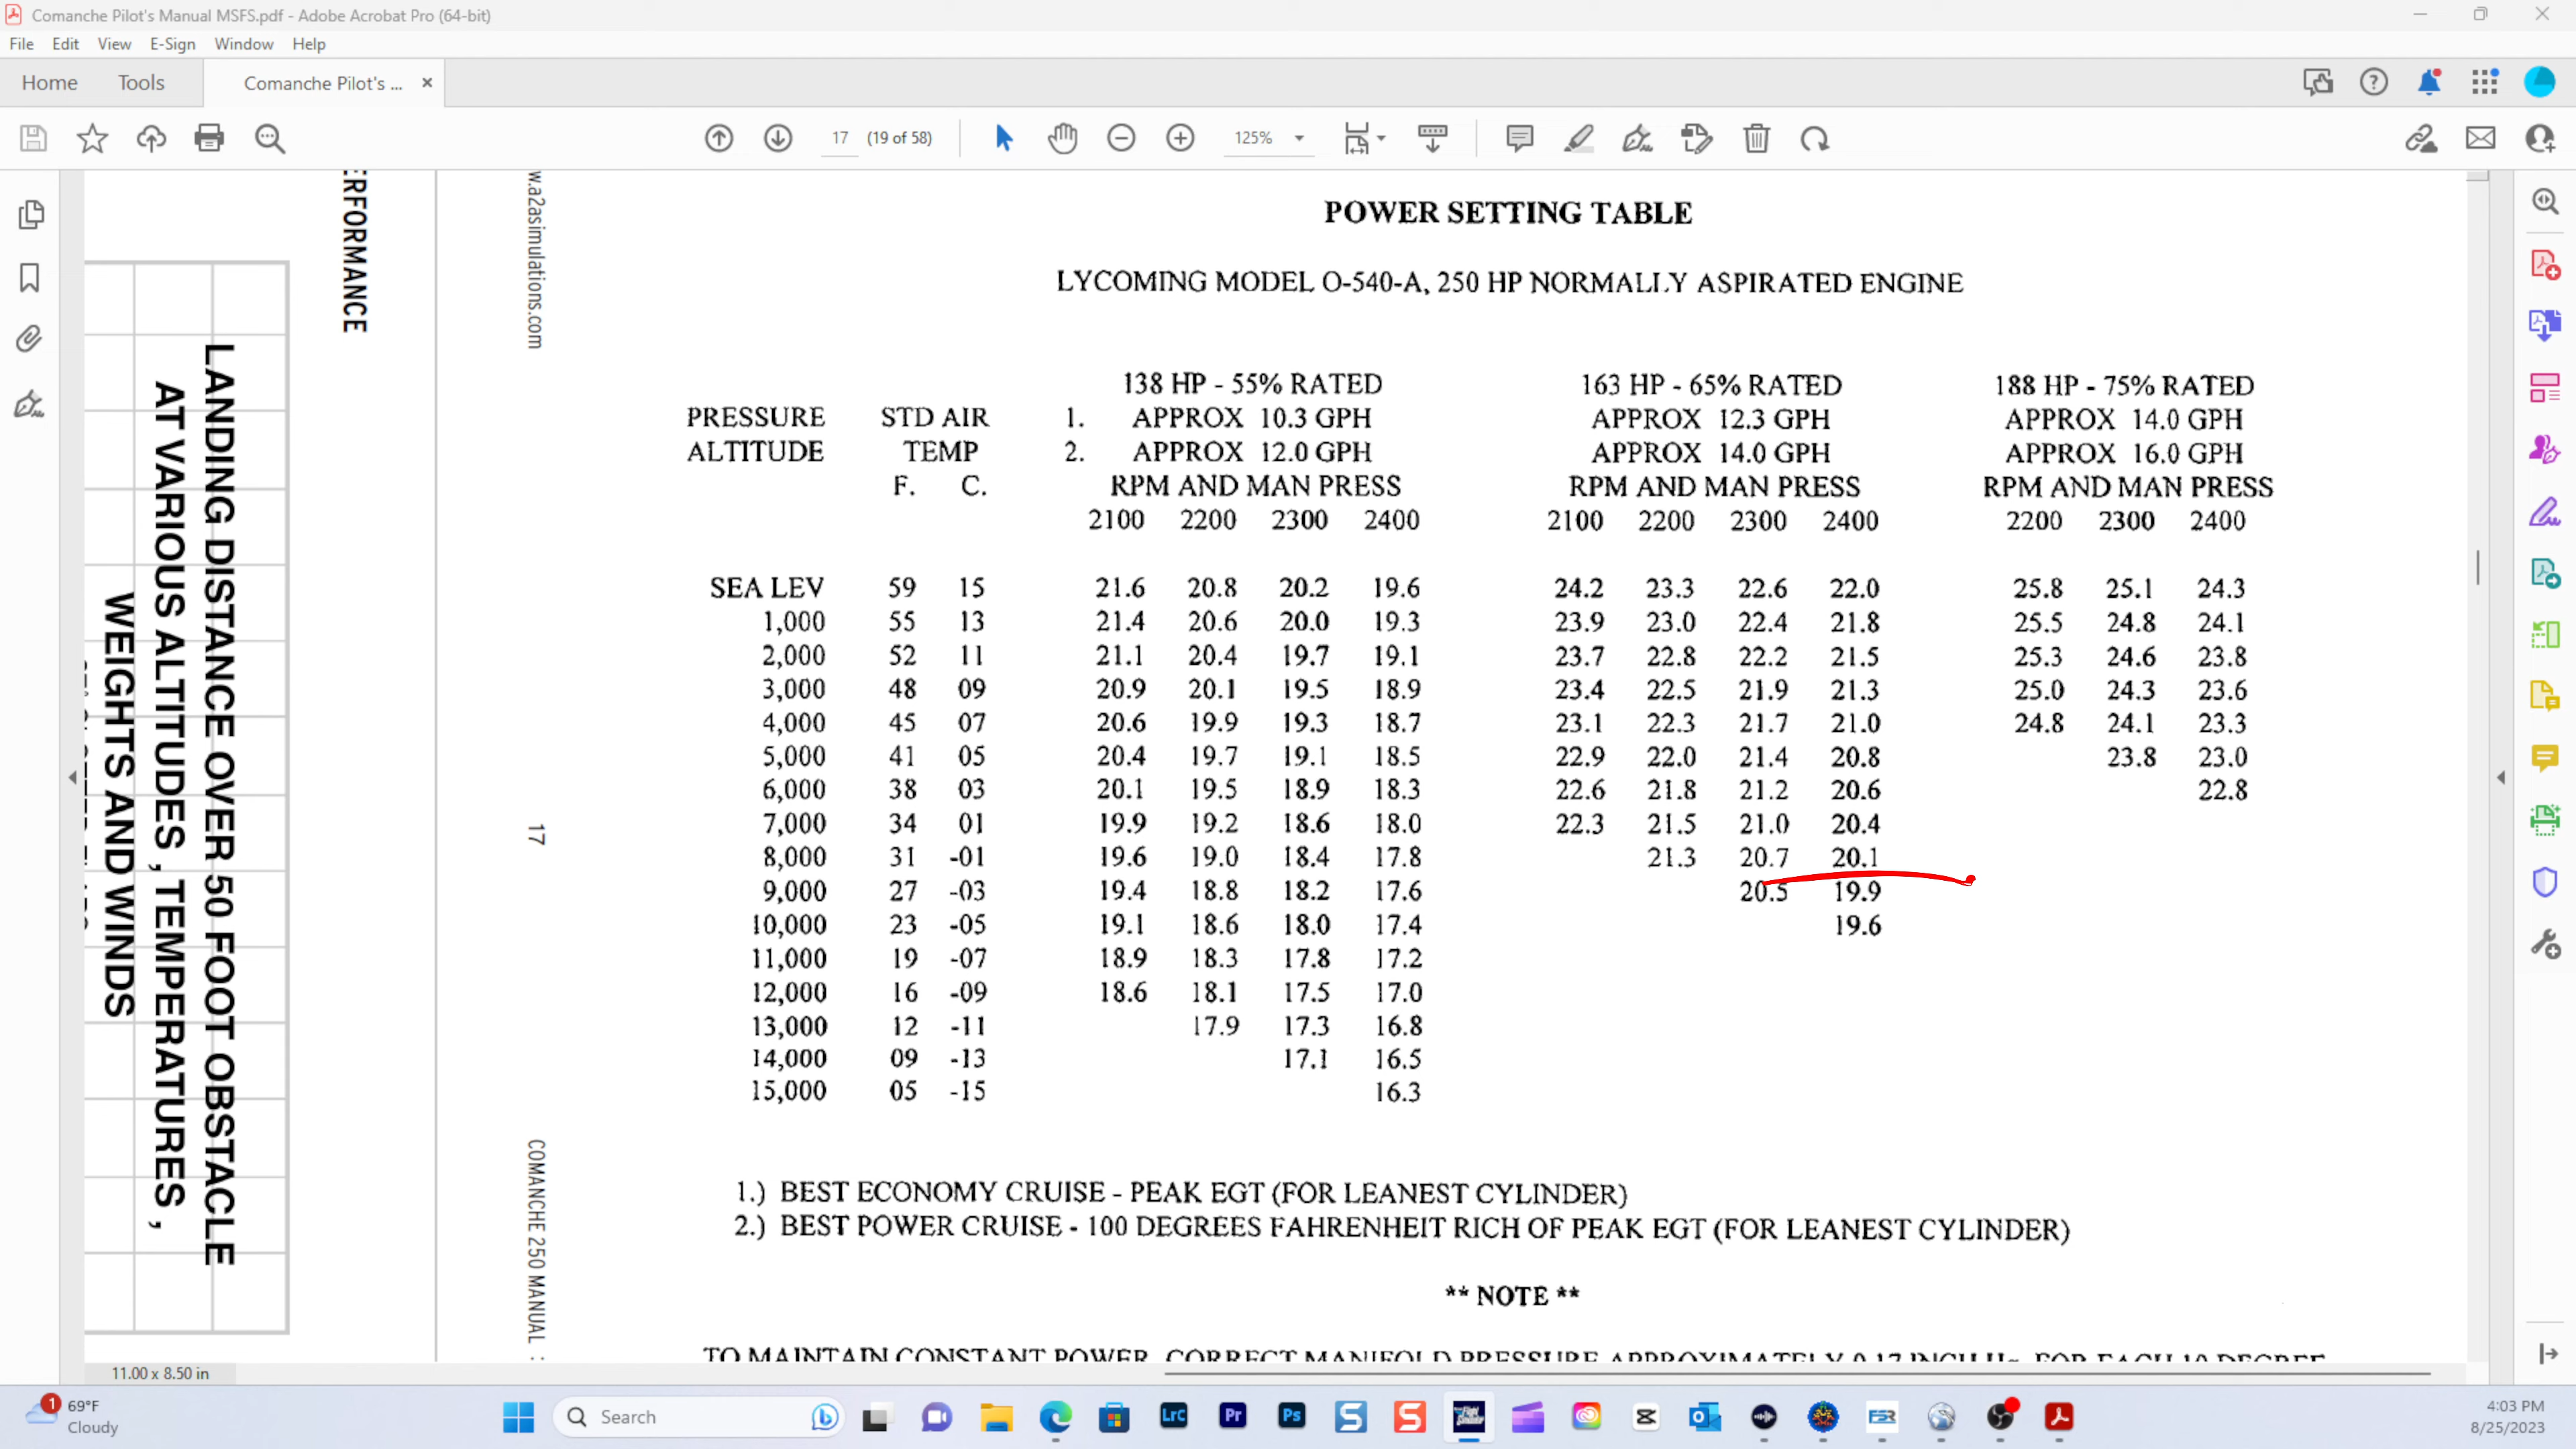 Comanche Pilot's Manual MSFS.pdf - Adobe Acrobat Pro (64-bit)
File Edit View E-Sign Window Help
Home Tools Comanche Pilot's ... ×
17 (19 of 58) 125%
ERFORMANCE
LANDING DISTANCE OVER 50 FOOT OBSTACLE
AT VARIOUS ALTITUDES , TEMPERATURES ,
WEIGHTS AND WINDS
w.a2asimulations.com
17
COMANCHE 250 MANUAL
POWER SETTING TABLE
LYCOMING MODEL O-540-A, 250 HP NORMALLY ASPIRATED ENGINE
138 HP - 55% RATED 163 HP - 65% RATED 188 HP - 75% RATED
PRESSURE STD AIR 1. APPROX 10.3 GPH APPROX 12.3 GPH APPROX 14.0 GPH
ALTITUDE TEMP 2. APPROX 12.0 GPH APPROX 14.0 GPH APPROX 16.0 GPH
F. C. RPM AND MAN PRESS RPM AND MAN PRESS RPM AND MAN PRESS
2100 2200 2300 2400 2100 2200 2300 2400 2200 2300 2400
SEA LEV 59 15 21.6 20.8 20.2 19.6 24.2 23.3 22.6 22.0 25.8 25.1 24.3
1,000 55 13 21.4 20.6 20.0 19.3 23.9 23.0 22.4 21.8 25.5 24.8 24.1
2,000 52 11 21.1 20.4 19.7 19.1 23.7 22.8 22.2 21.5 25.3 24.6 23.8
3,000 48 09 20.9 20.1 19.5 18.9 23.4 22.5 21.9 21.3 25.0 24.3 23.6
4,000 45 07 20.6 19.9 19.3 18.7 23.1 22.3 21.7 21.0 24.8 24.1 23.3
5,000 41 05 20.4 19.7 19.1 18.5 22.9 22.0 21.4 20.8 23.8 23.0
6,000 38 03 20.1 19.5 18.9 18.3 22.6 21.8 21.2 20.6 22.8
7,000 34 01 19.9 19.2 18.6 18.0 22.3 21.5 21.0 20.4
8,000 31 -01 19.6 19.0 18.4 17.8 21.3 20.7 20.1
9,000 27 -03 19.4 18.8 18.2 17.6 20.5 19.9
10,000 23 -05 19.1 18.6 18.0 17.4 19.6
11,000 19 -07 18.9 18.3 17.8 17.2
12,000 16 -09 18.6 18.1 17.5 17.0
13,000 12 -11 17.9 17.3 16.8
14,000 09 -13 17.1 16.5
15,000 05 -15 16.3
1.) BEST ECONOMY CRUISE - PEAK EGT (FOR LEANEST CYLINDER)
2.) BEST POWER CRUISE - 100 DEGREES FAHRENHEIT RICH OF PEAK EGT (FOR LEANEST CYLINDER)
** NOTE **
TO MAINTAIN CONSTANT POWER, CORRECT MANIFOLD PRESSURE APPROXIMATELY 0.17 INCH Hg. FOR EACH 10 DEGREE
11.00 x 8.50 in
1 69°F
Cloudy
Search
Lrc Pr Ps S S FSR
4:03 PM
8/25/2023